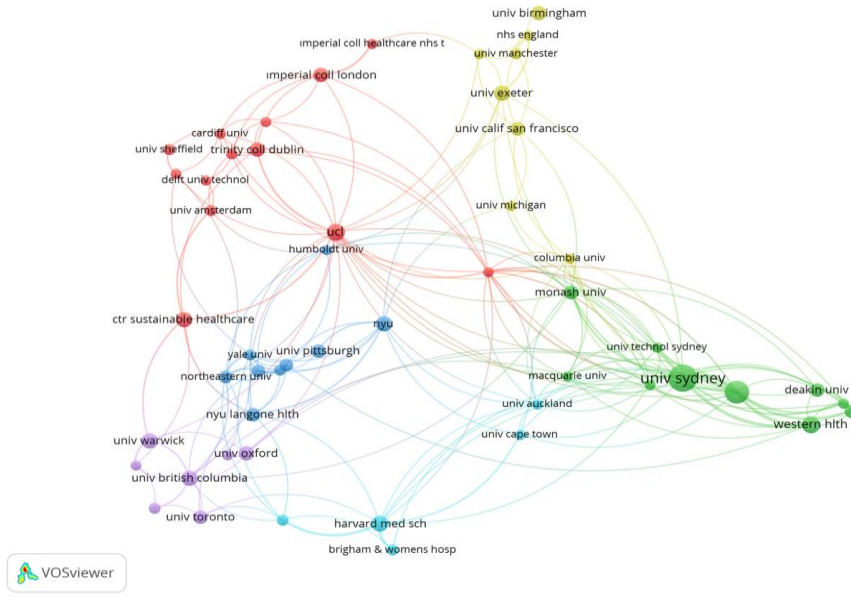 univ birmingham
nhs england
imperial coll healthcare nhs t
univ manchester
imperial coll london
univ exeter
univ calif san francisco
cardiff univ
univ sheffield
trinity coll dublin
delft univ technol
univ michigan
univ amsterdam
ucl
humboldt univ
columbia univ
monash univ
ctr sustainable healthcare
nyu
univ technol sydney
yale univ
univ pittsburgh
northeastern univ
macquarie univ
univ sydney
deakin univ
univ auckland
nyu langone hlth
western hlth
univ cape town
univ warwick
univ oxford
univ british columbia
univ toronto
harvard med sch
brigham & womens hosp
VOSviewer